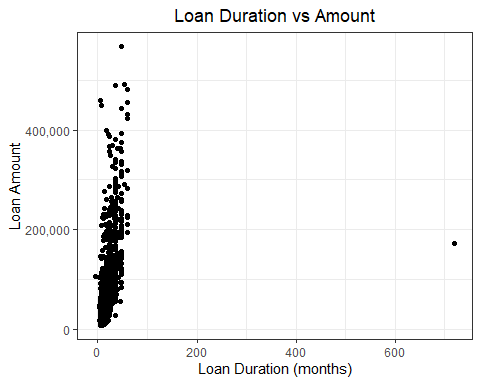 Loan Duration vs Amount
400,000
200,000
0
Loan Amount
0 200 400 600
Loan Duration (months)